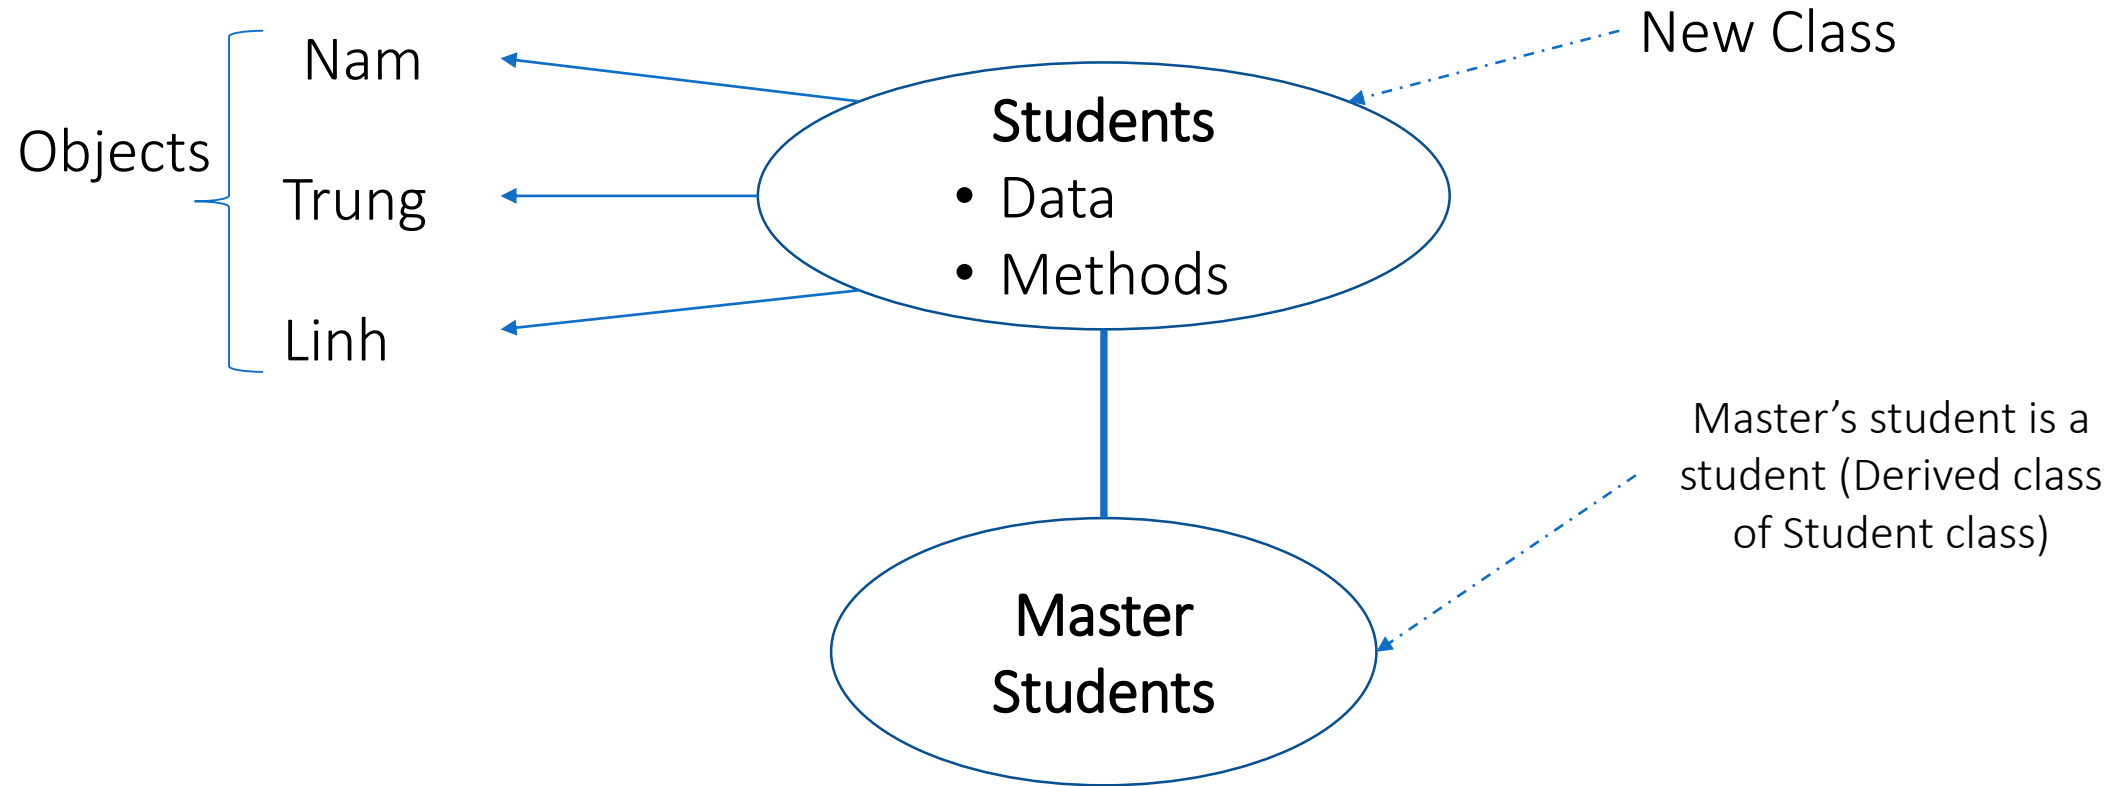 New Class
Objects
Nam
Trung
Linh
Students
• Data
• Methods
Master’s student is a
student (Derived class
of Student class)
Master
Students